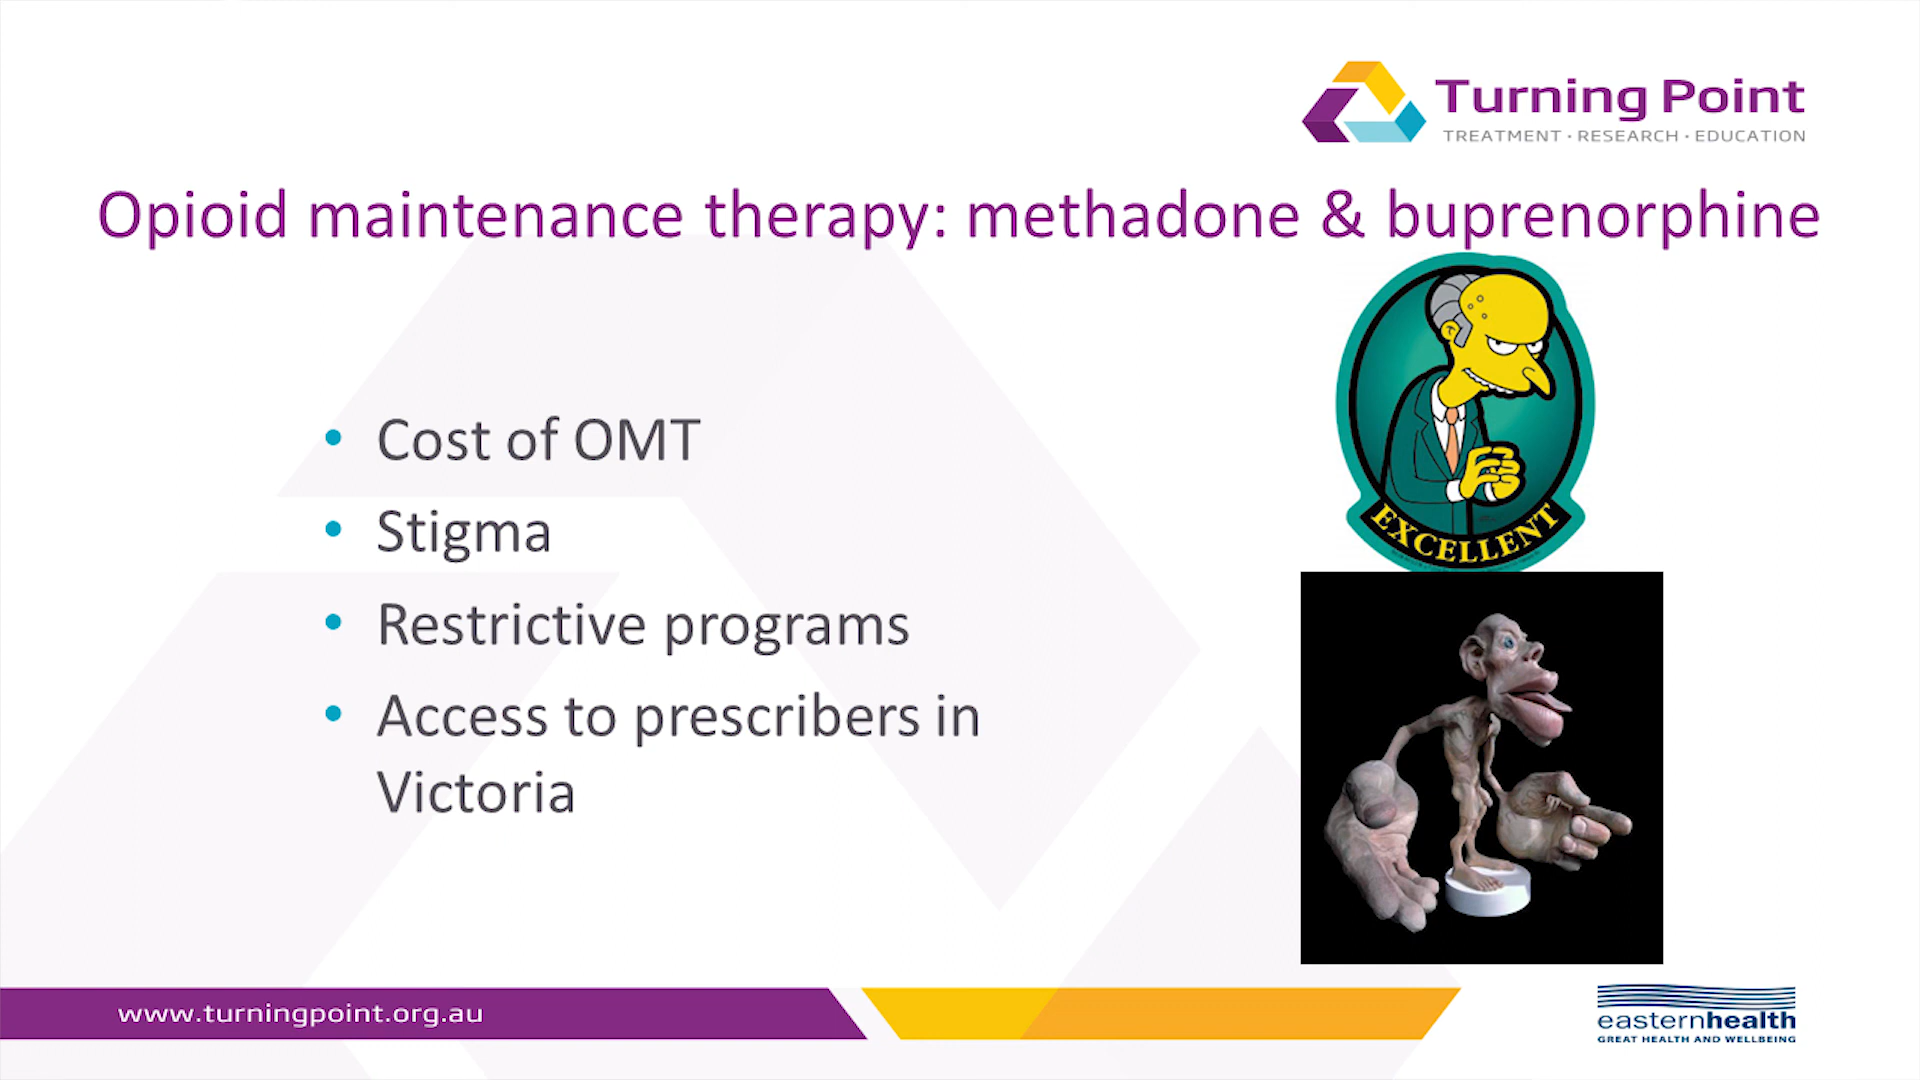 Turning Point
TREATMENT • RESEARCH • EDUCATION
Opioid maintenance therapy: methadone & buprenorphine
• Cost of OMT
• Stigma
• Restrictive programs
• Access to prescribers in
Victoria
EXCELLENT
www.turningpoint.org.au
easternhealth
GREAT HEALTH AND WELLBEING